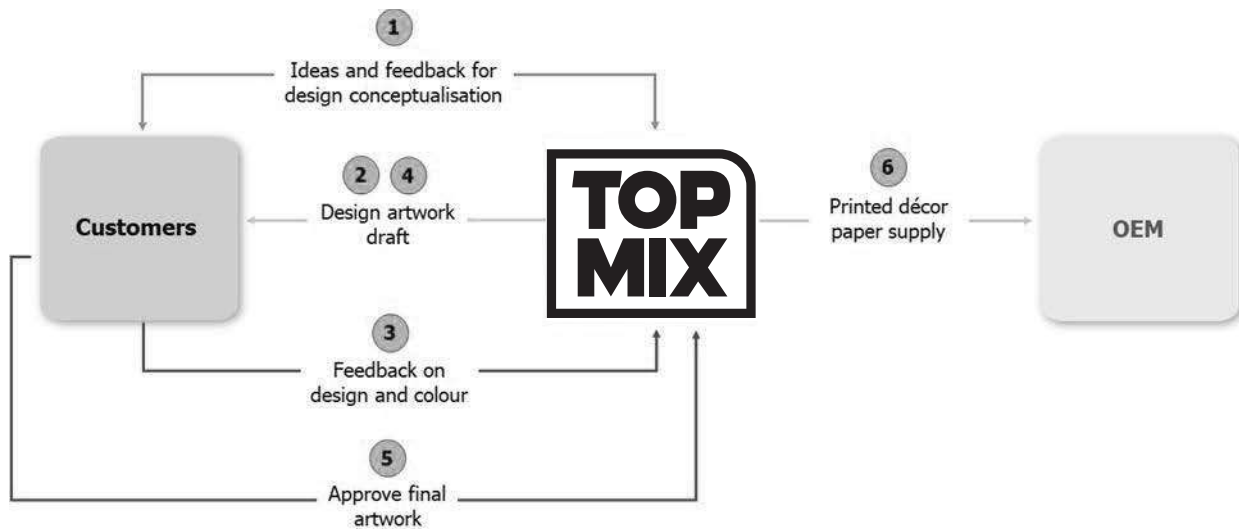 1
Ideas and feedback for
design conceptualisation
Customers
2 4
Design artwork
draft
TOP
MIX
6
Printed décor
paper supply
OEM
3
Feedback on
design and colour
5
Approve final
artwork